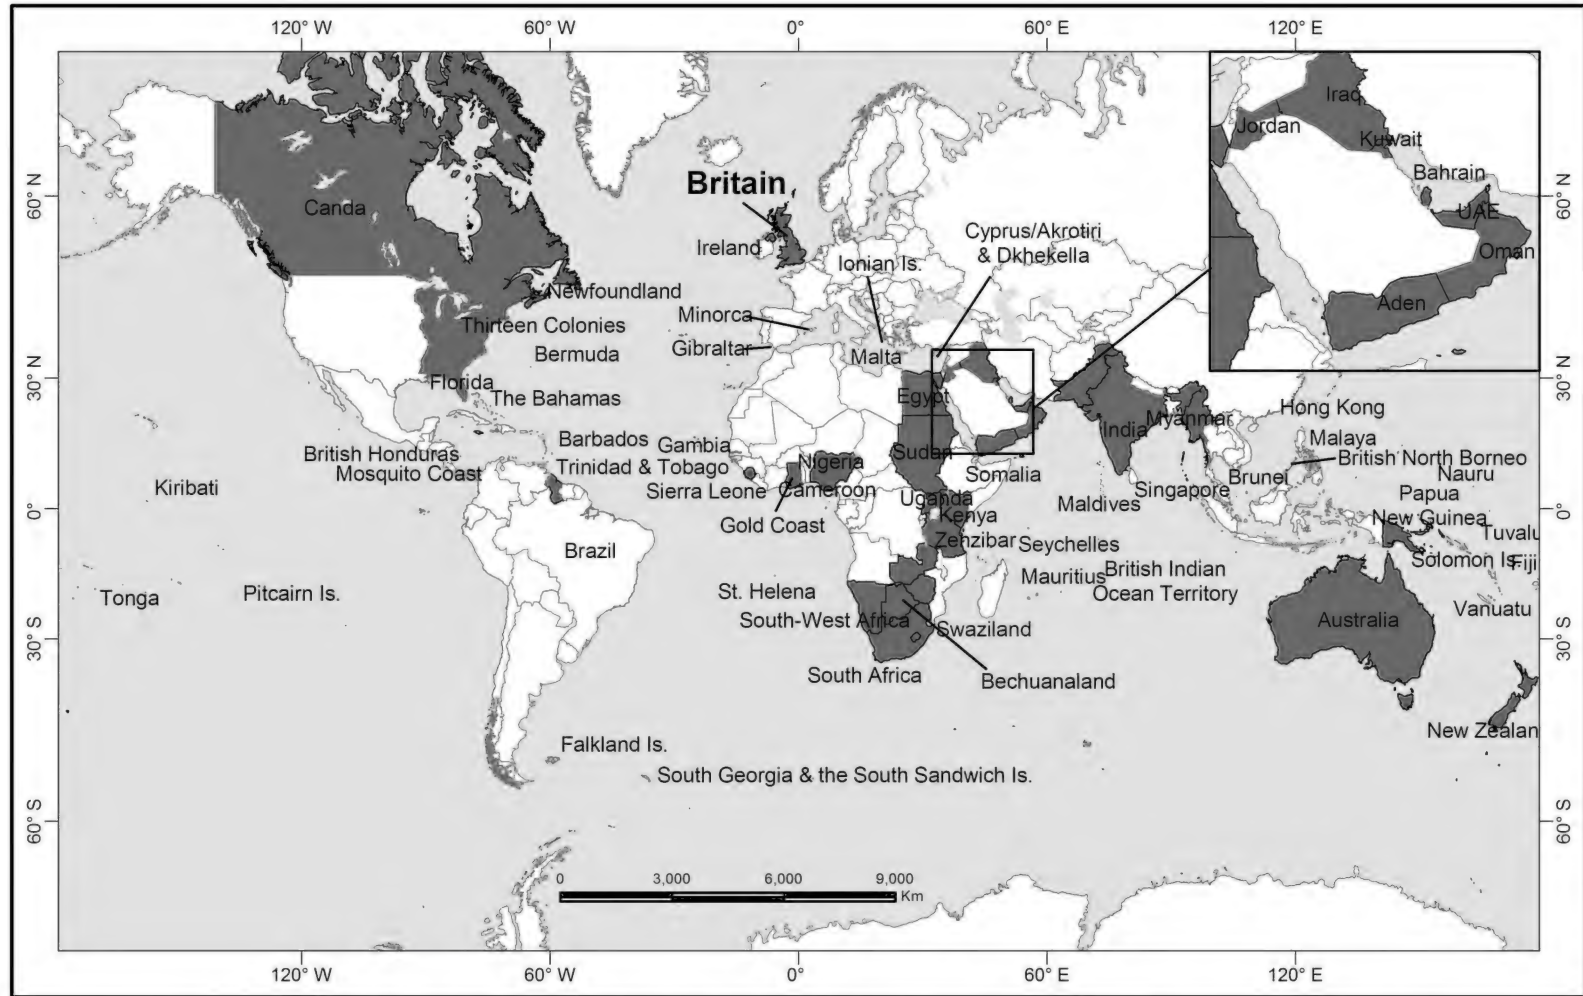 120° W
60° W
0°
60° E
120° E
60° N
60° N
30° N
30° N
0°
0°
30° S
30° S
60° S
60° S
Iraq
Jordan
Kuwait
Bahrain
UAE
Oman
Aden
Canda
Britain
Ireland
Cyprus/Akrotiri
& Dkhekella
Ionian Is.
Newfoundland
Minorca
Thirteen Colonies
Gibraltar
Malta
Bermuda
Florida
The Bahamas
Egypt
Hong Kong
Myanmar
India
Malaya
Barbados
Gambia
British Honduras
Mosquito Coast
Trinidad & Tobago
Nigeria
Sudan
British North Borneo
Somalia
Brunei
Nauru
Kiribati
Sierra Leone
Cameroon
Uganda
Maldives
Singapore
Papua
New Guinea
Gold Coast
Kenya
Zenzibar
Seychelles
Tuvalu
Brazil
Solomon Is.
Fiji
Mauritius
British Indian
Ocean Territory
Tonga
Pitcairn Is.
St. Helena
Vanuatu
South-West Africa
Swaziland
Australia
South Africa
Bechuanaland
New Zealan
Falkland Is.
South Georgia & the South Sandwich Is.
0
3,000
6,000
9,000
Km
120° W
60° W
0°
60° E
120° E